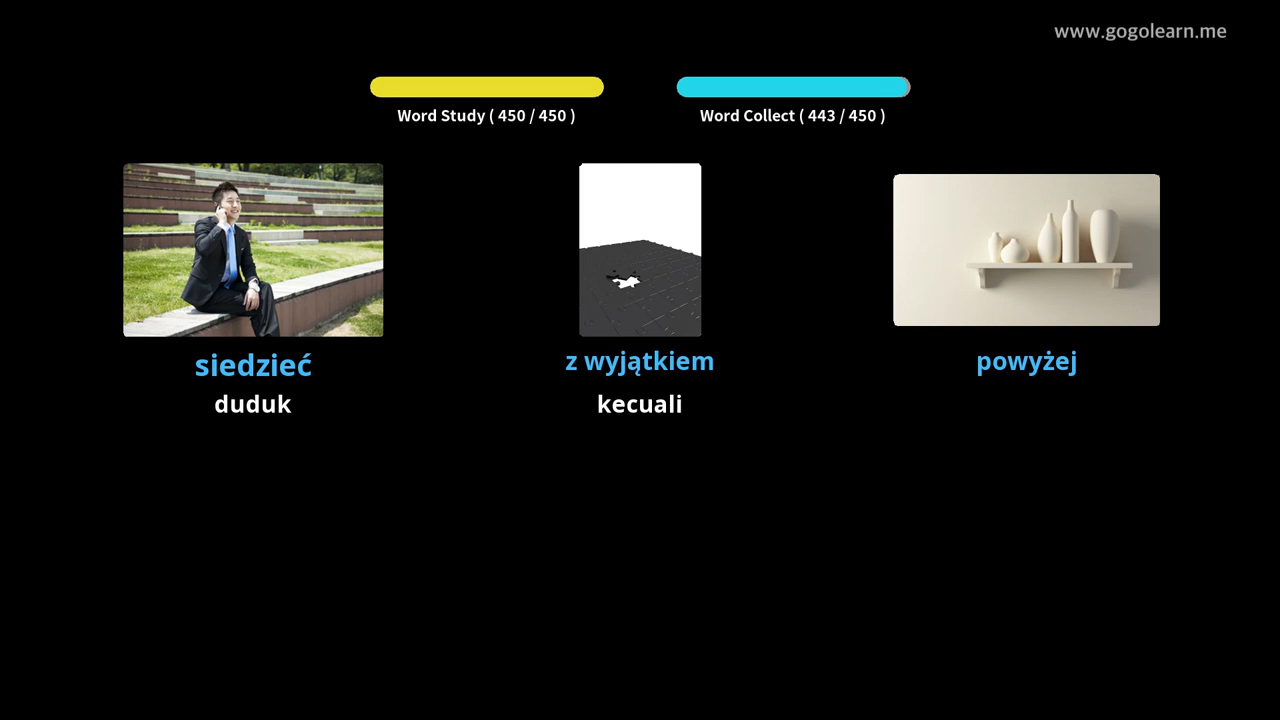 www.gogolearn.me
Word Study ( 450 / 450 )
Word Collect ( 443 / 450 )
siedzieć
duduk
z wyjątkiem
kecuali
powyżej